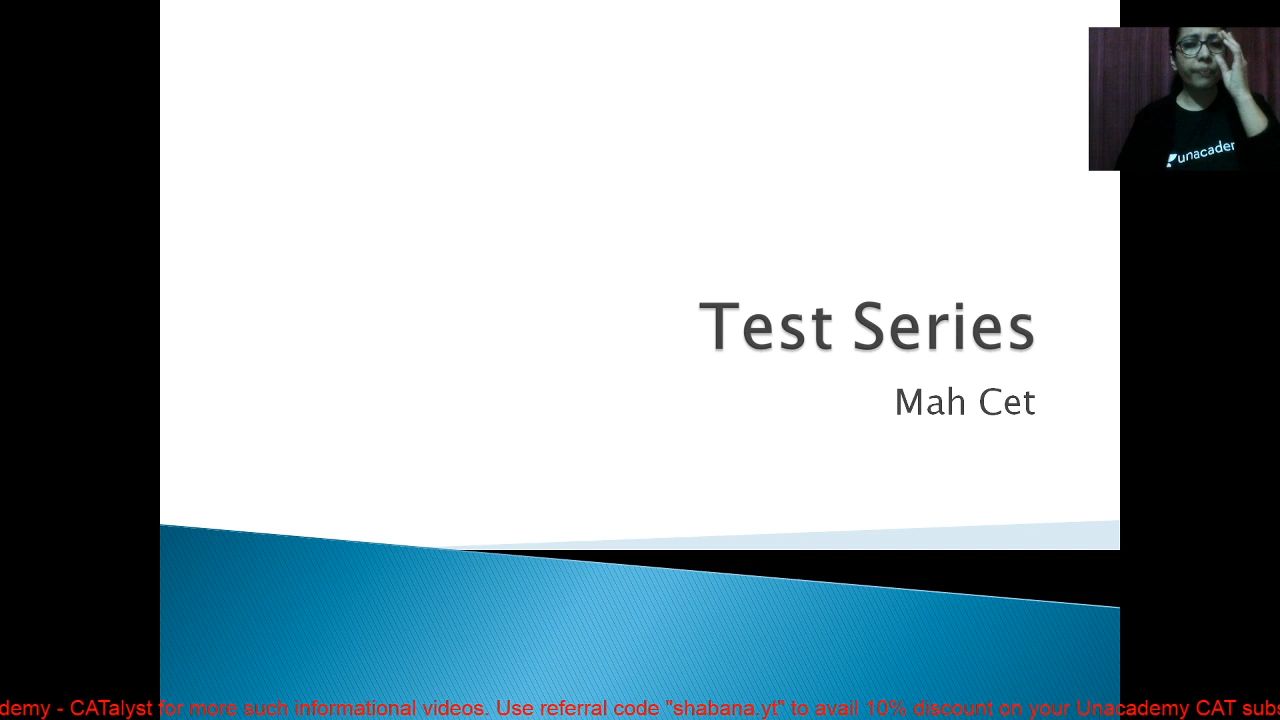 unacadem
Test Series
Mah Cet
demy - CATalyst for more such informational videos. Use referral code "shabana.yt" to avail 10% discount on your Unacademy CAT subs